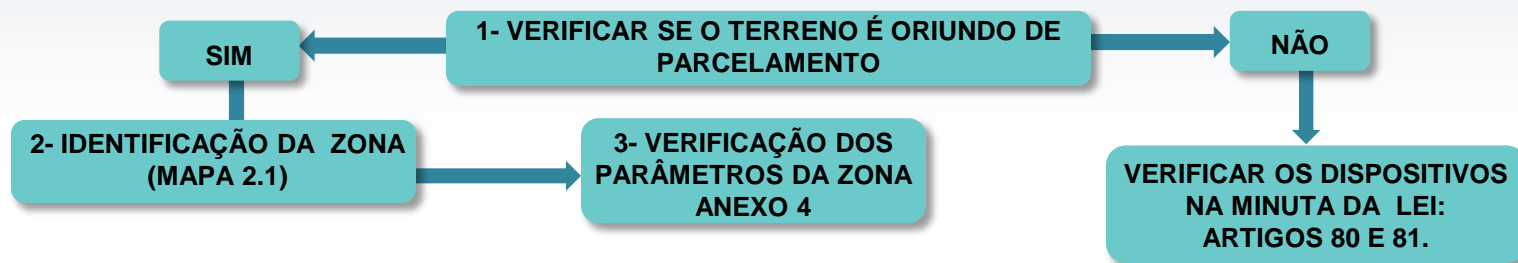 1- VERIFICAR SE O TERRENO É ORIUNDO DE
PARCELAMENTO
SIM
NÃO
2- IDENTIFICAÇÃO DA ZONA
(MAPA 2.1)
3- VERIFICAÇÃO DOS
PARÂMETROS DA ZONA
ANEXO 4
VERIFICAR OS DISPOSITIVOS
NA MINUTA DA LEI:
ARTIGOS 80 E 81.